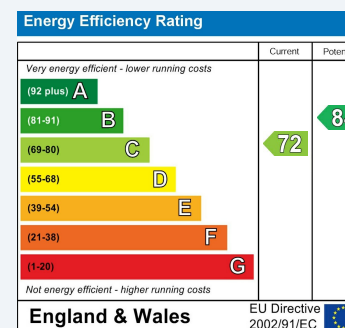 Energy Efficiency Rating
Current
Very energy efficient - lower running costs
(92 plus) A
(81-91) B
(69-80) C
72
(55-68) D
(39-54) E
(21-38) F
(1-20) G
Not energy efficient - higher running costs
England & Wales
EU Directive
2002/91/EC